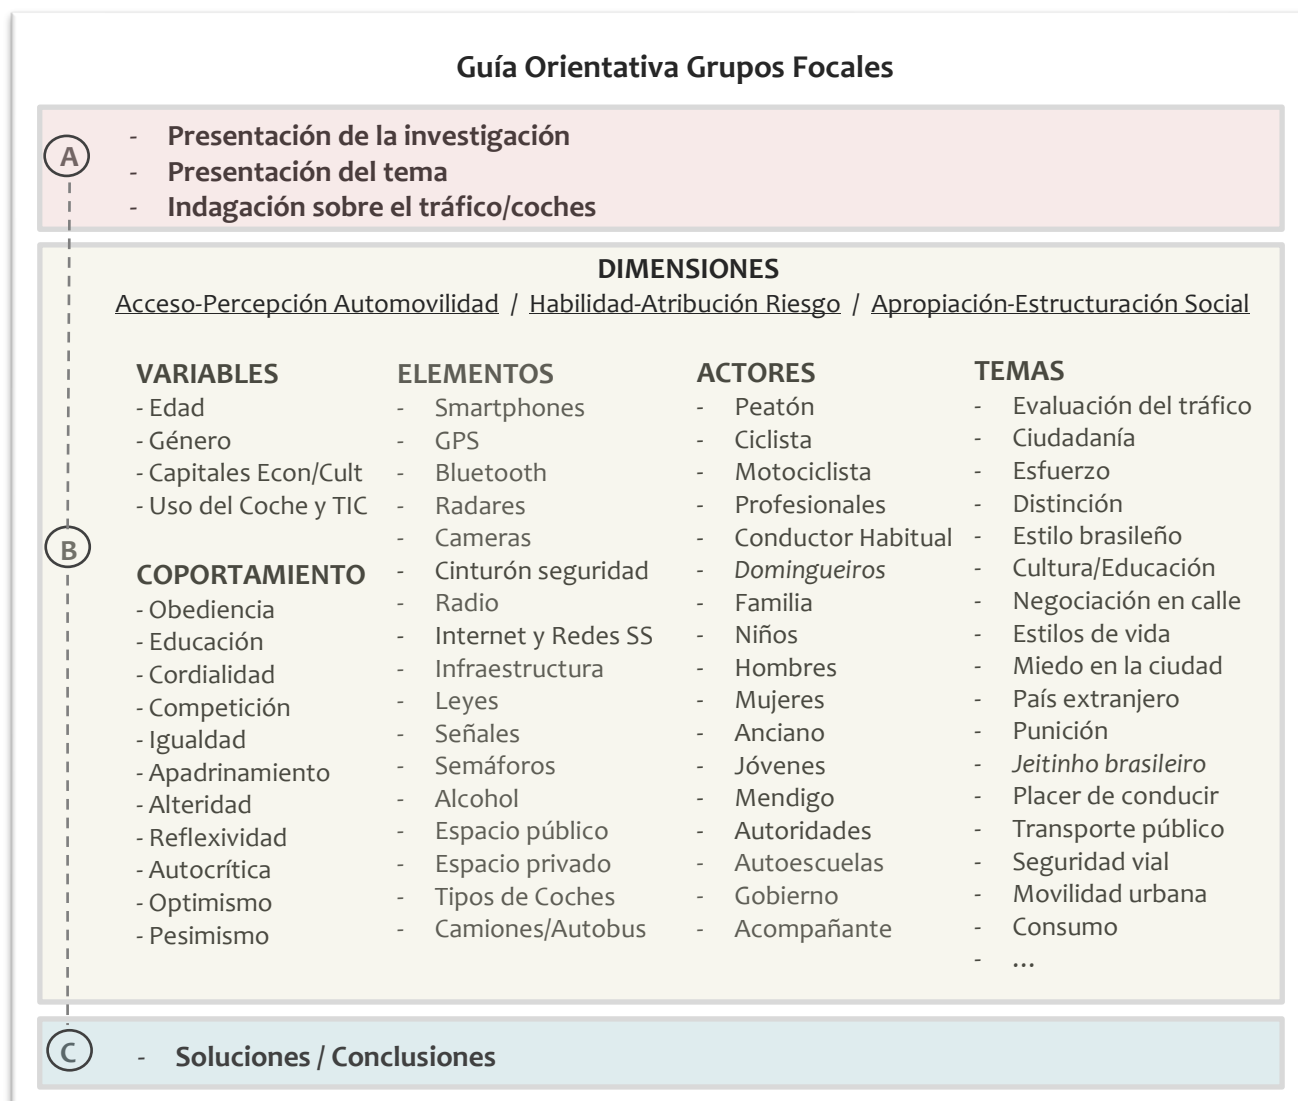 Guía Orientativa Grupos Focales
A
- Presentación de la investigación
- Presentación del tema
- Indagación sobre el tráfico/coches
DIMENSIONES
Acceso-Percepción Automovilidad / Habilidad-Atribución Riesgo / Apropiación-Estructuración Social
B
VARIABLES
- Edad
- Género
- Capitales Econ/Cult
- Uso del Coche y TIC
COPORTAMIENTO
- Obediencia
- Educación
- Cordialidad
- Competición
- Igualdad
- Apadrinamiento
- Alteridad
- Reflexividad
- Autocrítica
- Optimismo
- Pesimismo
ELEMENTOS
- Smartphones
- GPS
- Bluetooth
- Radares
- Cameras
- Cinturón seguridad
- Radio
- Internet y Redes SS
- Infraestructura
- Leyes
- Señales
- Semáforos
- Alcohol
- Espacio público
- Espacio privado
- Tipos de Coches
- Camiones/Autobus
ACTORES
- Peatón
- Ciclista
- Motociclista
- Profesionales
- Conductor Habitual
- Domingueiros
- Familia
- Niños
- Hombres
- Mujeres
- Anciano
- Jóvenes
- Mendigo
- Autoridades
- Autoescuelas
- Gobierno
- Acompañante
TEMAS
- Evaluación del tráfico
- Ciudadanía
- Esfuerzo
- Distinción
- Estilo brasileño
- Cultura/Educación
- Negociación en calle
- Estilos de vida
- Miedo en la ciudad
- País extranjero
- Punición
- Jeitinho brasileiro
- Placer de conducir
- Transporte público
- Seguridad vial
- Movilidad urbana
- Consumo
- …
C
- Soluciones / Conclusiones